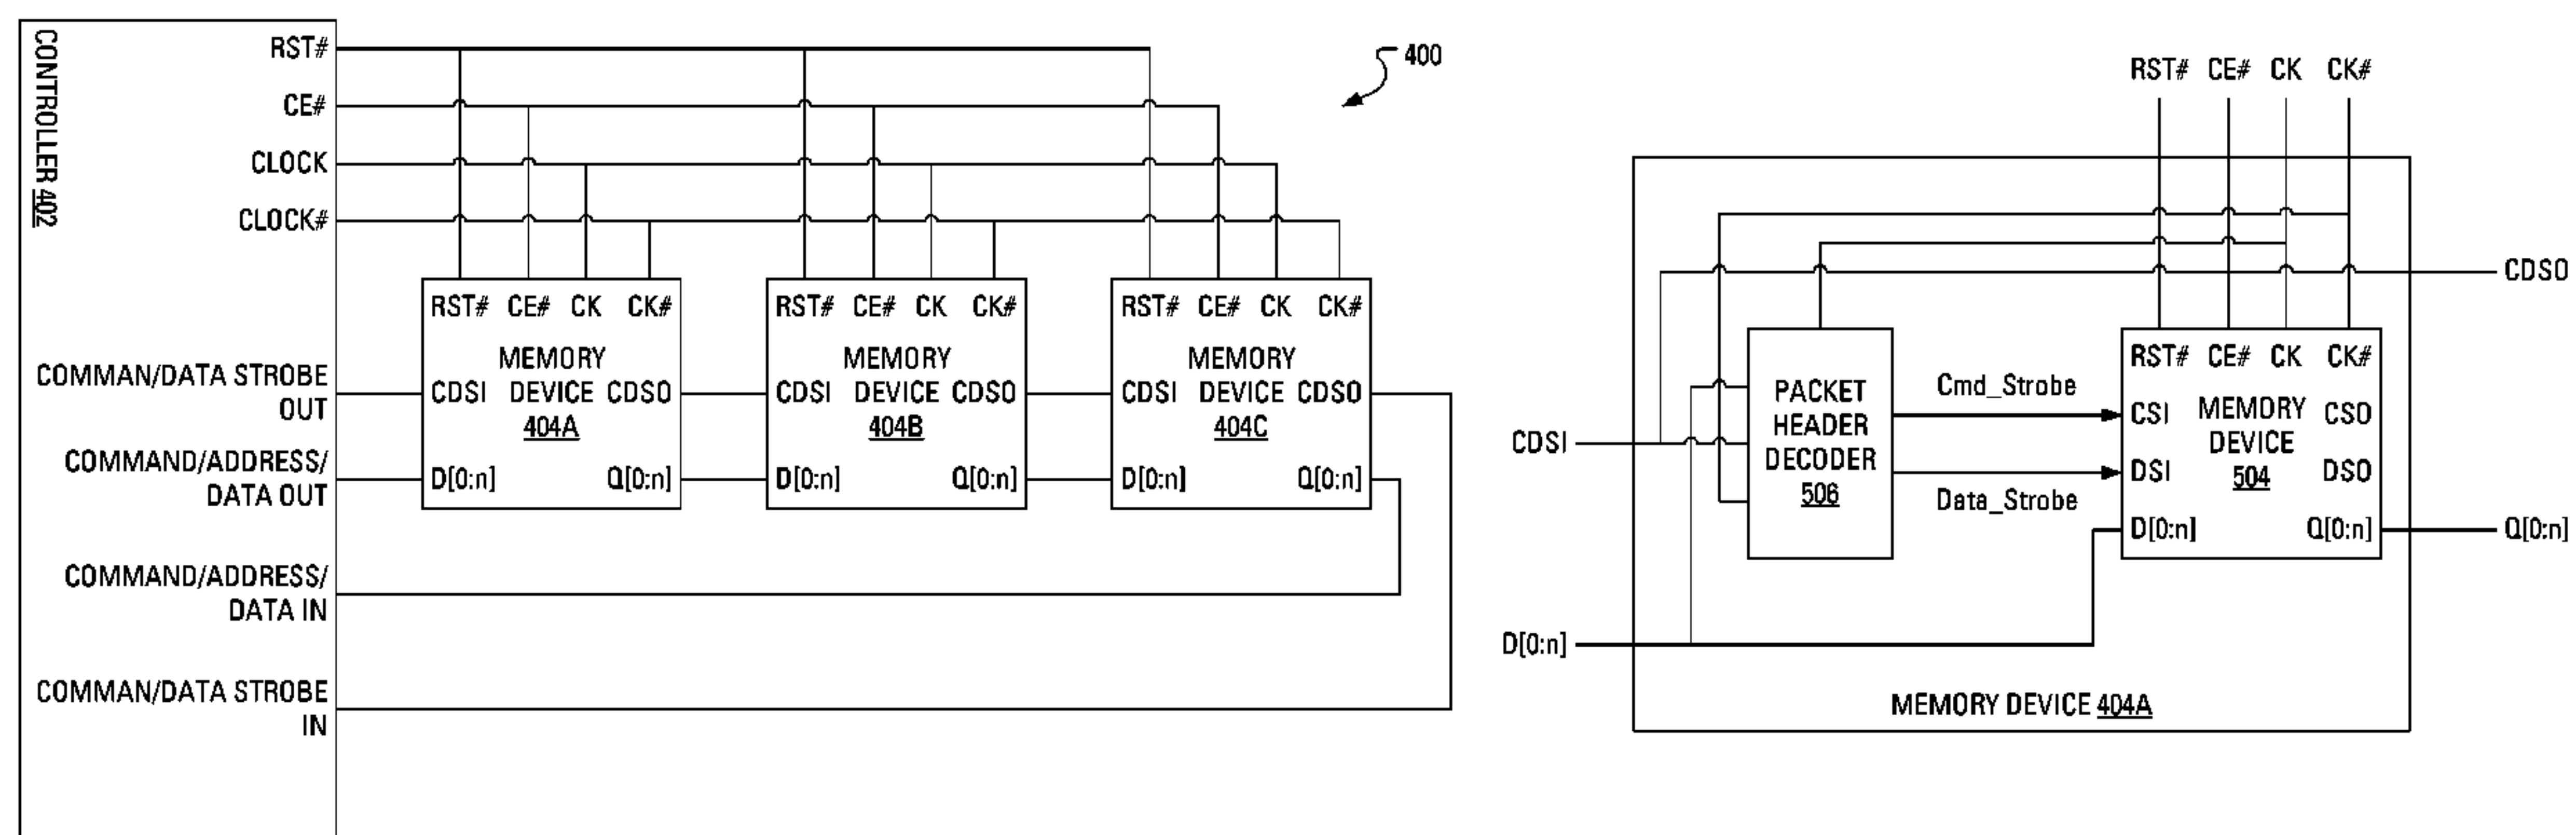 CONTROLLER 402
RST#
CE#
CLOCK
CLOCK#
COMMAN/DATA STROBE
OUT
COMMAND/ADDRESS/
DATA OUT
COMMAND/ADDRESS/
DATA IN
COMMAN/DATA STROBE
IN
400
RST# CE# CK CK#
MEMORY
CDSI DEVICE CDSO
404A
D[0:n] Q[0:n]
RST# CE# CK CK#
MEMORY
CDSI DEVICE CDSO
404B
D[0:n] Q[0:n]
RST# CE# CK CK#
MEMORY
CDSI DEVICE CDSO
404C
D[0:n] Q[0:n]
RST# CE# CK CK#
CDSO
CDSI
D[0:n]
PACKET
HEADER
DECODER
506
Cmd_Strobe
Data_Strobe
RST# CE# CK CK#
CSI MEMORY CSO
DEVICE
DSI 504 DSO
D[0:n] Q[0:n]
Q[0:n]
MEMORY DEVICE 404A